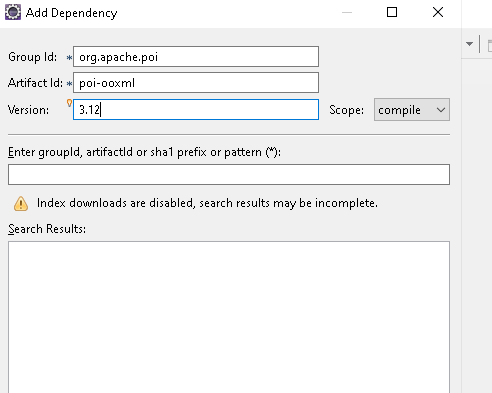 Add Dependency
Group Id: * org.apache.poi
Artifact Id: * poi-ooxml
Version: 3.12 Scope: compile
Enter groupId, artifactId or sha1 prefix or pattern (*):
Index downloads are disabled, search results may be incomplete.
Search Results: